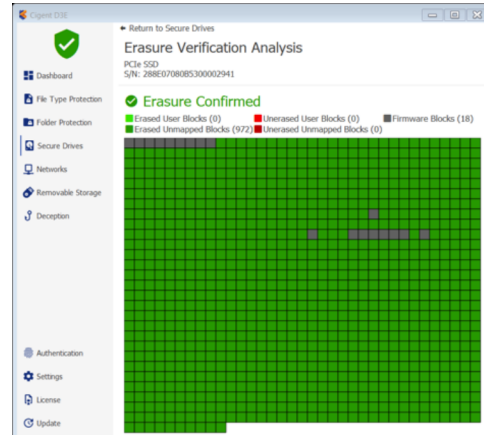 Cigent DSE
Return to Secure Drives
Erasure Verification Analysis
PCIe SSD
S/N: 288E07080B5300002941
Dashboard
File Type Protection
Folder Protection
Secure Drives
Networks
Removable Storage
Deception
Erasure Confirmed
Erased User Blocks (0) Unerased User Blocks (0) Firmware Blocks (18)
Erased Unmapped Blocks (972) Unerased Unmapped Blocks (0)
Authentication
Settings
License
Update